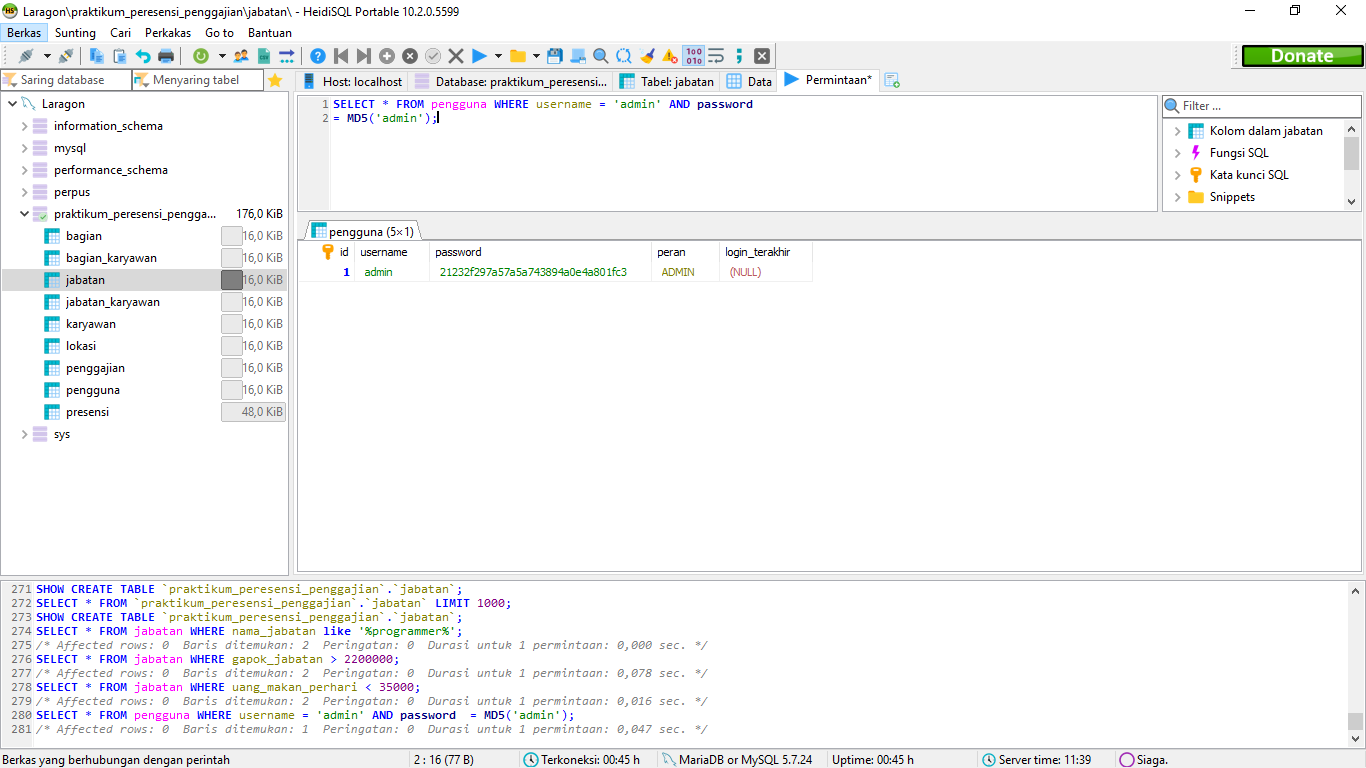 Laragon\praktikum_peresensi_penggajian\jabatan\ - HeidiSQL Portable 10.2.0.5599
Berkas Sunting Cari Perkakas Go to Bantuan
Donate
Saring database Menyaring tabel
Host: localhost Database: praktikum_peresensi... Tabel: jabatan Data Permintaan*
Laragon
information_schema
mysql
performance_schema
perpus
praktikum_peresensi_pengga... 176,0 KiB
bagian 16,0 KiB
bagian_karyawan 16,0 KiB
jabatan 16,0 KiB
jabatan_karyawan 16,0 KiB
karyawan 16,0 KiB
lokasi 16,0 KiB
penggajian 16,0 KiB
pengguna 16,0 KiB
presensi 48,0 KiB
sys
1 SELECT * FROM pengguna WHERE username = 'admin' AND password
2 = MD5('admin');
Filter ...
Kolom dalam jabatan
Fungsi SQL
Kata kunci SQL
Snippets
pengguna (5×1)
id username password peran login_terakhir
1 admin 21232f297a57a5a743894a0e4a801fc3 ADMIN (NULL)
271 SHOW CREATE TABLE `praktikum_peresensi_penggajian`.`jabatan`;
272 SELECT * FROM `praktikum_peresensi_penggajian`.`jabatan` LIMIT 1000;
273 SHOW CREATE TABLE `praktikum_peresensi_penggajian`.`jabatan`;
274 SELECT * FROM jabatan WHERE nama_jabatan like '%programmer%';
275 /* Affected rows: 0 Baris ditemukan: 2 Peringatan: 0 Durasi untuk 1 permintaan: 0,000 sec. */
276 SELECT * FROM jabatan WHERE gapok_jabatan > 2200000;
277 /* Affected rows: 0 Baris ditemukan: 2 Peringatan: 0 Durasi untuk 1 permintaan: 0,078 sec. */
278 SELECT * FROM jabatan WHERE uang_makan_perhari < 35000;
279 /* Affected rows: 0 Baris ditemukan: 2 Peringatan: 0 Durasi untuk 1 permintaan: 0,016 sec. */
280 SELECT * FROM pengguna WHERE username = 'admin' AND password = MD5('admin');
281 /* Affected rows: 0 Baris ditemukan: 1 Peringatan: 0 Durasi untuk 1 permintaan: 0,047 sec. */
Berkas yang berhubungan dengan perintah 2 : 16 (77 B) Terkoneksi: 00:45 h MariaDB or MySQL 5.7.24 Uptime: 00:45 h Server time: 11:39 Siaga.